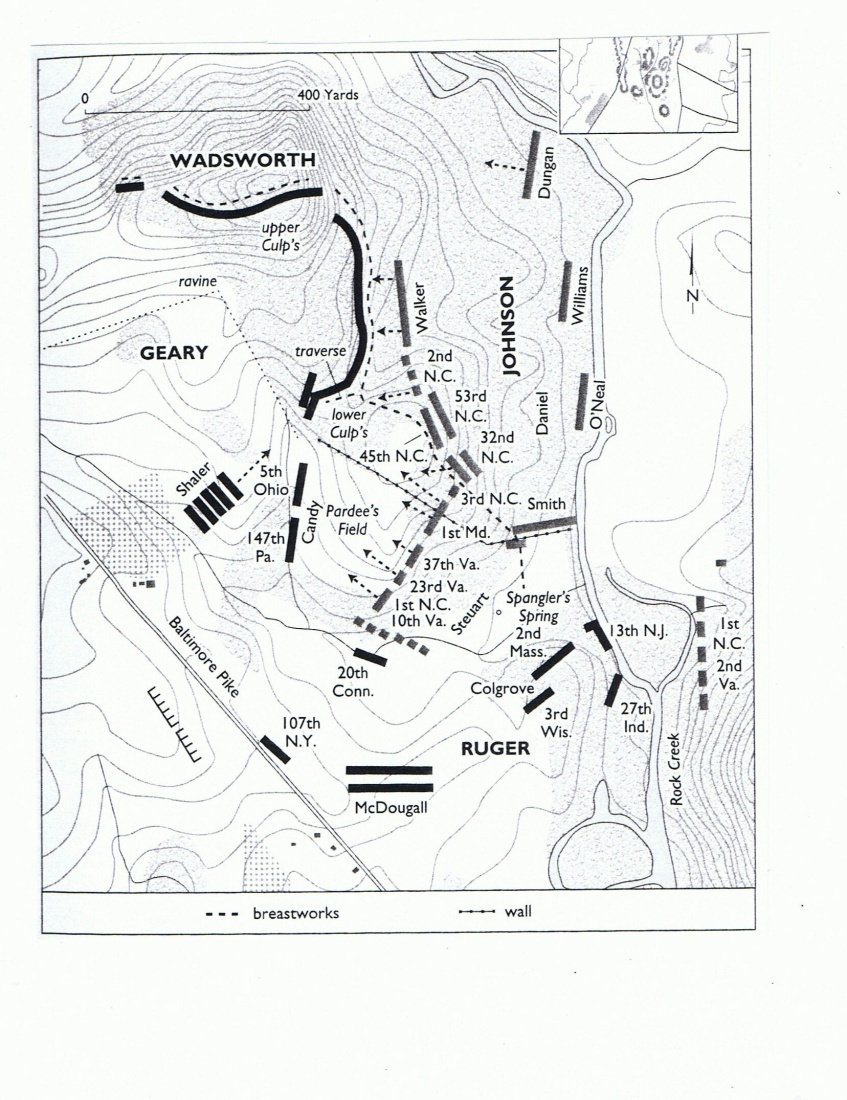 0 400 Yards
WADSWORTH
upper
Culp's
ravine
GEARY
traverse
lower
Culp's
Dungan
Walker
JOHNSON
Williams
2nd
N.C.
53rd
N.C.
Daniel
O'Neal
45th N.C.
32nd
N.C.
N
Shaler
5th
Ohio
147th
Pa.
Candy
Pardee's
Field
3rd N.C.
Smith
1st Md.
37th Va.
23rd Va.
1st N.C.
10th Va.
Steuart
Spangler's
Spring
2nd
Mass.
13th N.J.
1st
N.C.
2nd
Va.
Baltimore Pike
20th
Conn.
Colgrove
3rd
Wis.
27th
Ind.
107th
N.Y.
RUGER
McDougall
Rock Creek
breastworks
wall